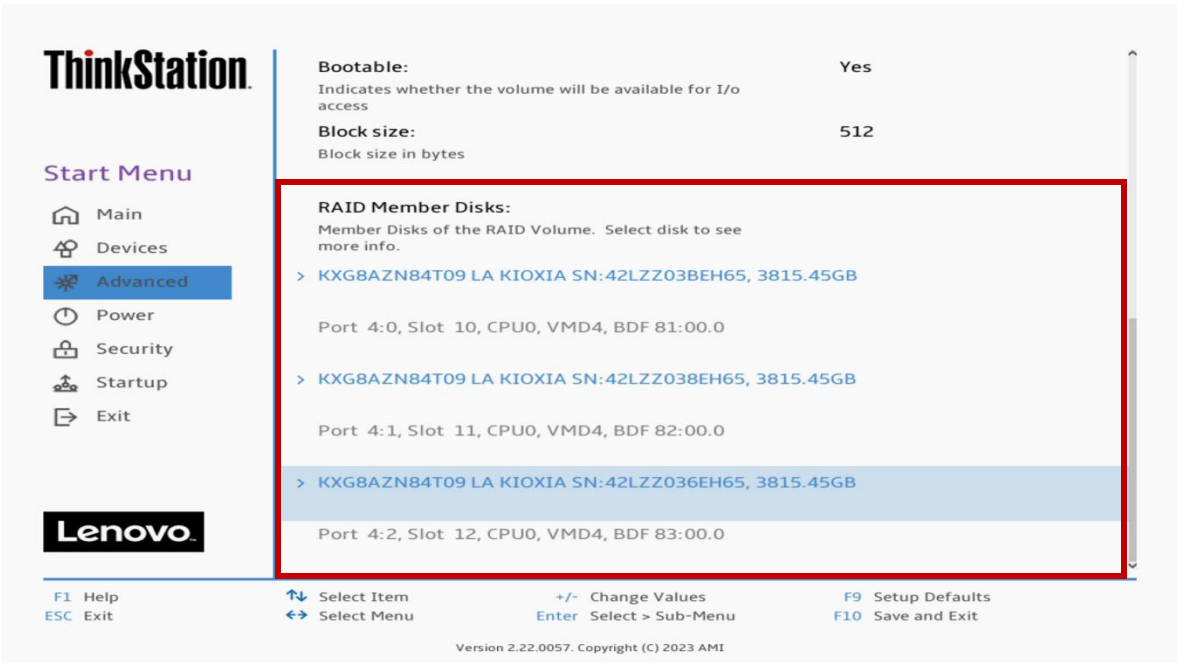 ThinkStation
Bootable: Yes
Indicates whether the volume will be available for I/o
access
Block size: 512
Block size in bytes
Start Menu
Main
Devices
Advanced
Power
Security
Startup
Exit
RAID Member Disks:
Member Disks of the RAID Volume. Select disk to see
more info.
> KXG8AZN84T09 LA KIOXIA SN:42LZZ03BEH65, 3815.45GB
Port 4:0, Slot 10, CPU0, VMD4, BDF 81:00.0
> KXG8AZN84T09 LA KIOXIA SN:42LZZ038EH65, 3815.45GB
Port 4:1, Slot 11, CPU0, VMD4, BDF 82:00.0
> KXG8AZN84T09 LA KIOXIA SN:42LZZ036EH65, 3815.45GB
Port 4:2, Slot 12, CPU0, VMD4, BDF 83:00.0
Lenovo
F1 Help ↑↓ Select Item +/- Change Values F9 Setup Defaults
ESC Exit ↔ Select Menu Enter Select > Sub-Menu F10 Save and Exit
Version 2.22.0057. Copyright (C) 2023 AMI